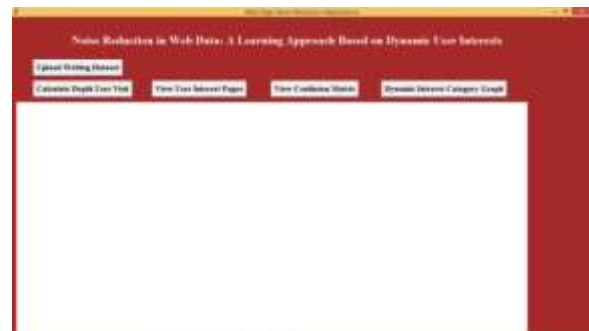 Noise Reduction in Web Data: A Learning Approach Based on Dynamic User Interests
Upload Weblog Dataset
Calculate Depth User Visit View User Interest Pages View Confusion Matrix Dynamic Interest Category Graph